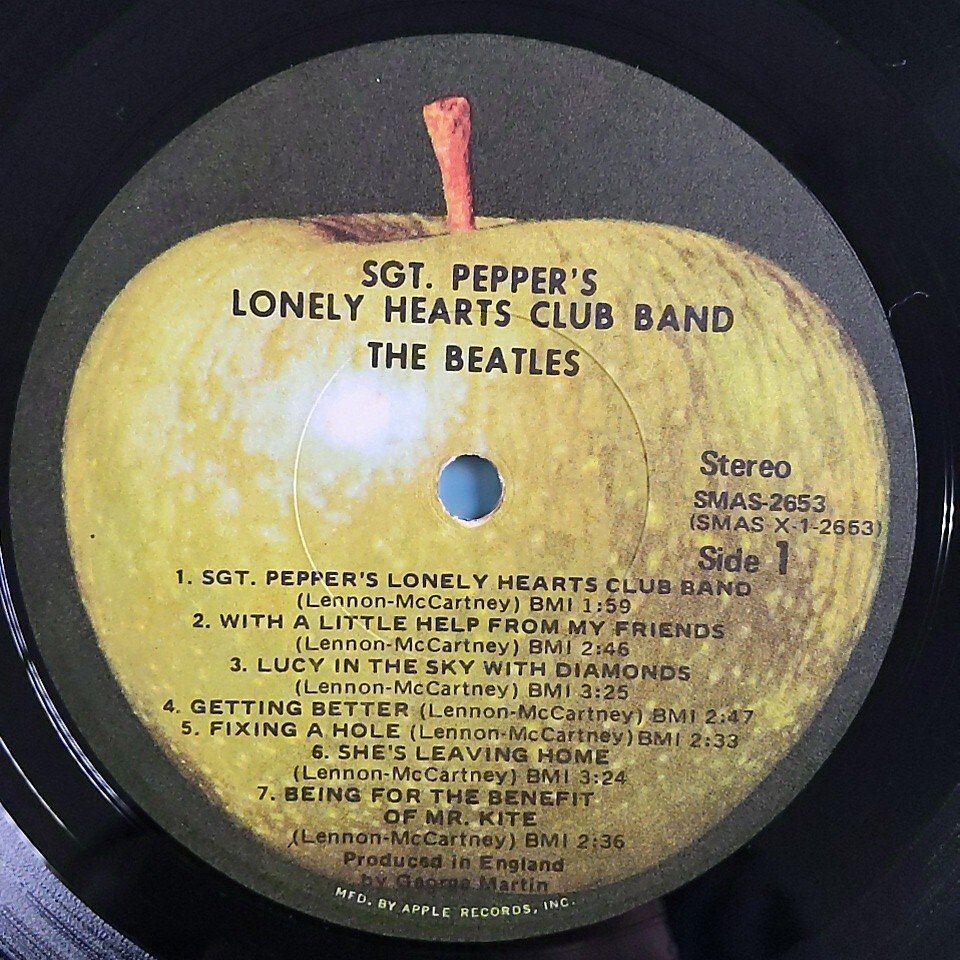 SGT. PEPPER'S
LONELY HEARTS CLUB BAND
THE BEATLES
Stereo
SMAS-2653
(SMAS X-1-2653)
Side 1
1. SGT. PEPPER'S LONELY HEARTS CLUB BAND
(Lennon-McCartney) BMI 1:59
2. WITH A LITTLE HELP FROM MY FRIENDS
(Lennon-McCartney) BMI 2:46
3. LUCY IN THE SKY WITH DIAMONDS
(Lennon-McCartney) BMI 3:25
4. GETTING BETTER (Lennon-McCartney) BMI 2:47
5. FIXING A HOLE (Lennon-McCartney) BMI 2:33
6. SHE'S LEAVING HOME
(Lennon-McCartney) BMI 3:24
7. BEING FOR THE BENEFIT
OF MR. KITE
(Lennon-McCartney) BMI 2:36
Produced in England
by George Martin
MFD. BY APPLE RECORDS, INC.